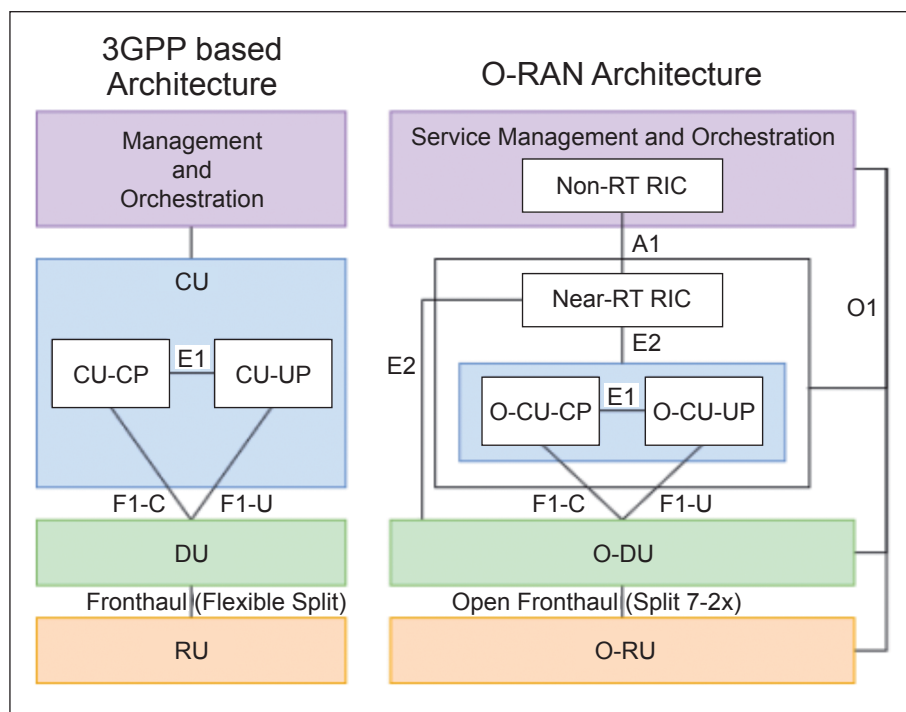 3GPP based
Architecture
Management
and
Orchestration
CU
CU-CP
E1
CU-UP
F1-C
F1-U
DU
Fronthaul (Flexible Split)
RU
O-RAN Architecture
Service Management and Orchestration
Non-RT RIC
A1
Near-RT RIC
O1
E2
E2
O-CU-CP
E1
O-CU-UP
F1-C
F1-U
O-DU
Open Fronthaul (Split 7-2x)
O-RU